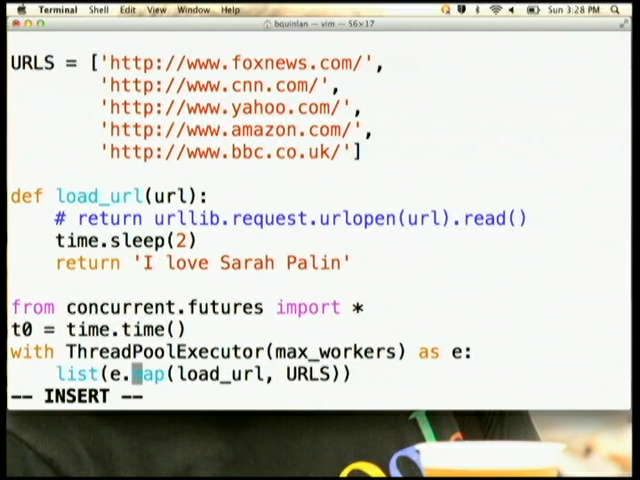 Terminal Shell Edit View Window Help Sun 3:28 PM
bquinlan — vim — 56×17
URLS = ['http://www.foxnews.com/',
'http://www.cnn.com/',
'http://www.yahoo.com/',
'http://www.amazon.com/',
'http://www.bbc.co.uk/']
def load_url(url):
# return urllib.request.urlopen(url).read()
time.sleep(2)
return 'I love Sarah Palin'
from concurrent.futures import *
t0 = time.time()
with ThreadPoolExecutor(max_workers) as e:
list(e.map(load_url, URLS))
-- INSERT --